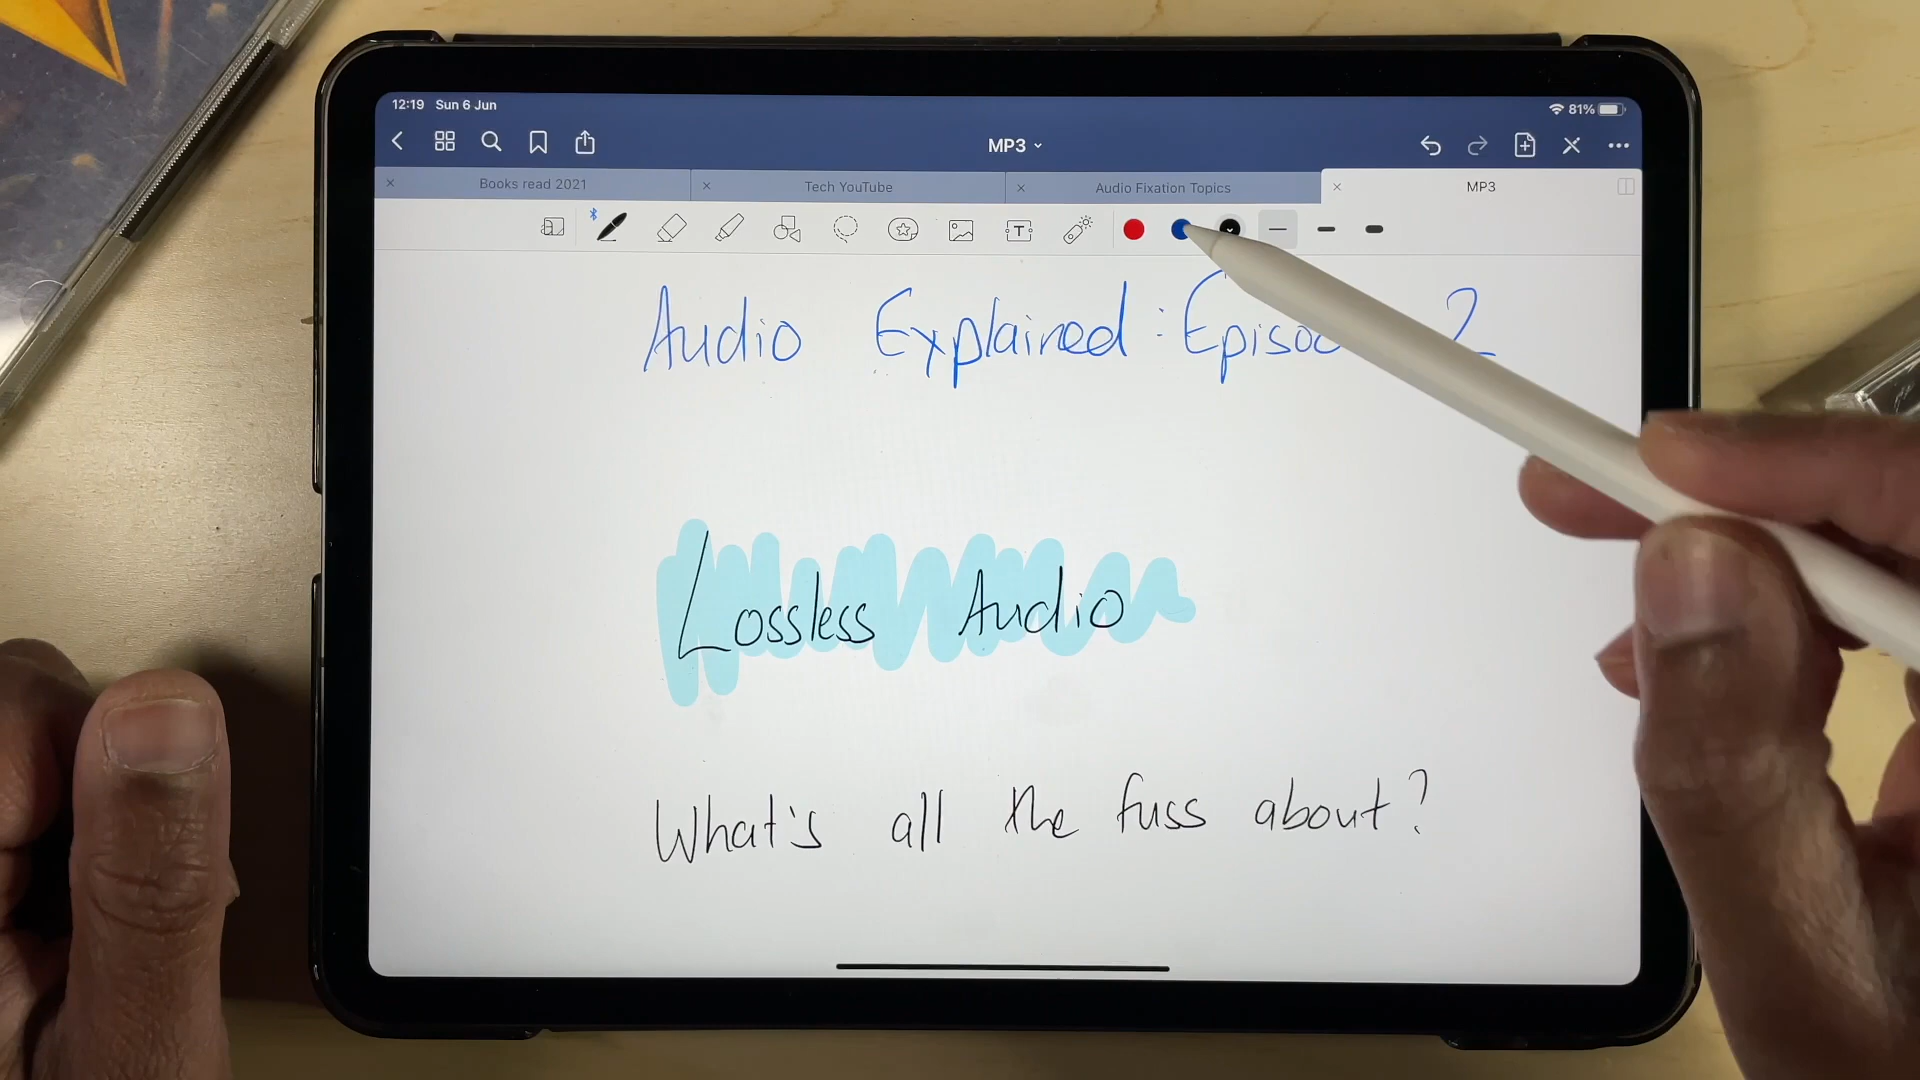 12:19 Sun 6 Jun
81%
MP3
Books read 2021
Tech YouTube
Audio Fixation Topics
MP3
T
Audio Explained: Episo 2
Lossless Audio
What's all the fuss about?